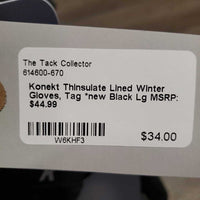 The Tack Collector
614600-670
Konekt Thinsulate Lined Winter
Gloves, Tag *new Black Lg MSRP:
$44.99
W6KHF3
$34.00